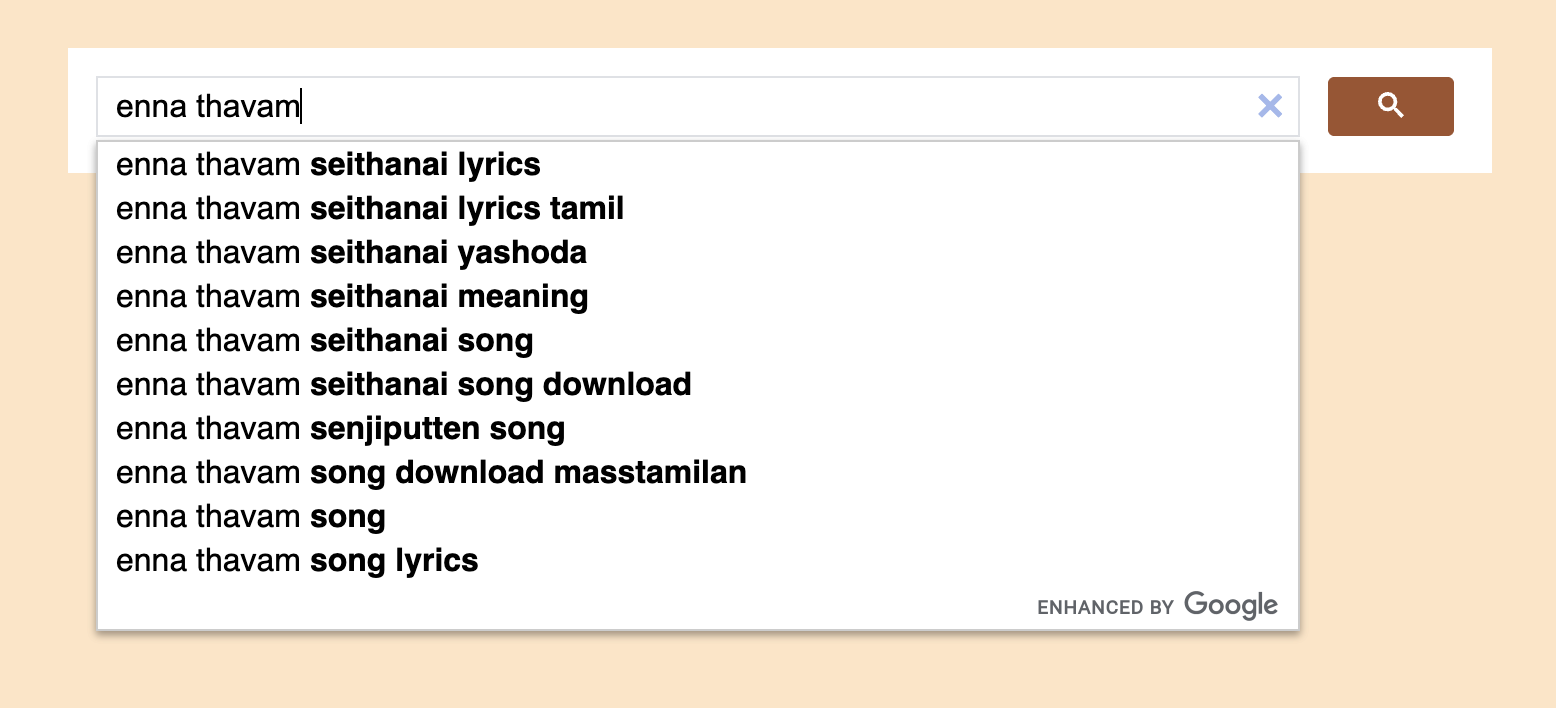 enna thavam
enna thavam seithanai lyrics
enna thavam seithanai lyrics tamil
enna thavam seithanai yashoda
enna thavam seithanai meaning
enna thavam seithanai song
enna thavam seithanai song download
enna thavam senjiputten song
enna thavam song download masstamilan
enna thavam song
enna thavam song lyrics
ENHANCED BY Google